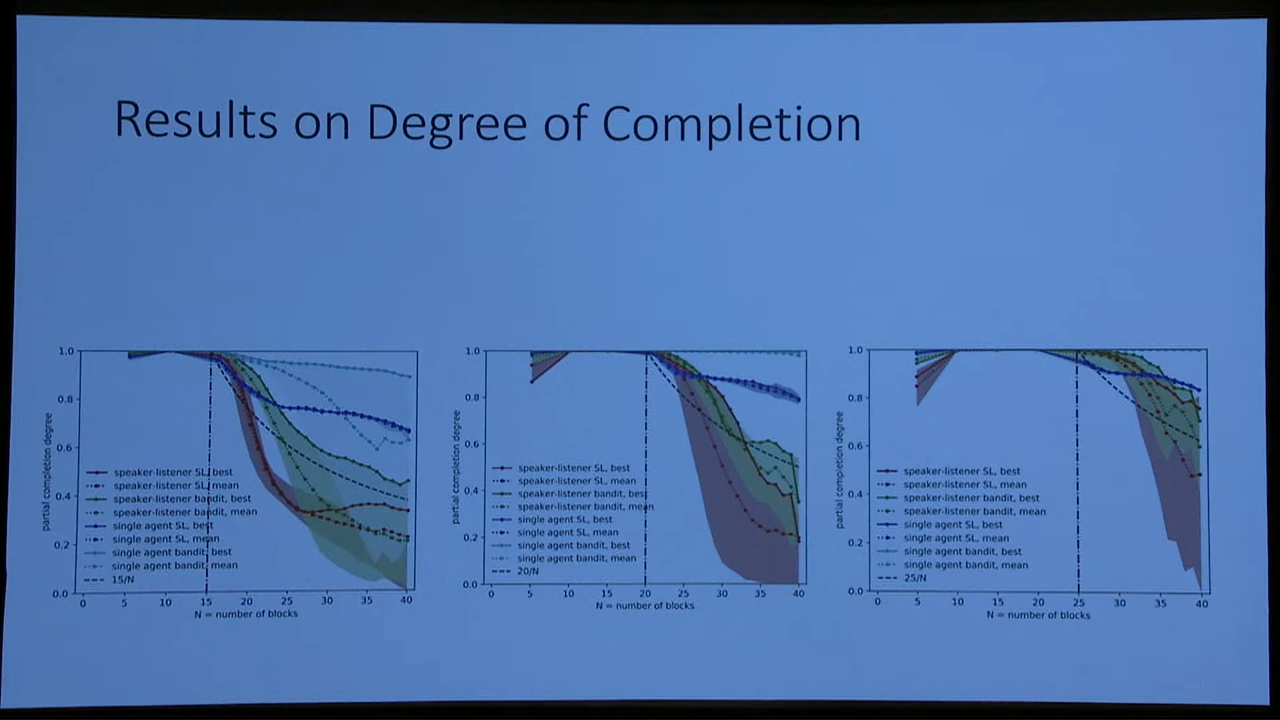 Results on Degree of Completion
1.0
0.8
0.6
0.4
0.2
0.0
partial completion degree
speaker-listener SL, best
speaker-listener SL, mean
speaker-listener bandit, best
speaker-listener bandit, mean
single agent SL, best
single agent SL, mean
single agent bandit, best
single agent bandit, mean
15/N
0 5 10 15 20 25 30 35 40
N = number of blocks
1.0
0.8
0.6
0.4
0.2
0.0
partial completion degree
speaker-listener SL, best
speaker-listener SL, mean
speaker-listener bandit, best
speaker-listener bandit, mean
single agent SL, best
single agent SL, mean
single agent bandit, best
single agent bandit, mean
20/N
0 5 10 15 20 25 30 35 40
N = number of blocks
1.0
0.8
0.6
0.4
0.2
0.0
partial completion degree
speaker-listener SL, best
speaker-listener SL, mean
speaker-listener bandit, best
speaker-listener bandit, mean
single agent SL, best
single agent SL, mean
single agent bandit, best
single agent bandit, mean
25/N
0 5 10 15 20 25 30 35 40
N = number of blocks